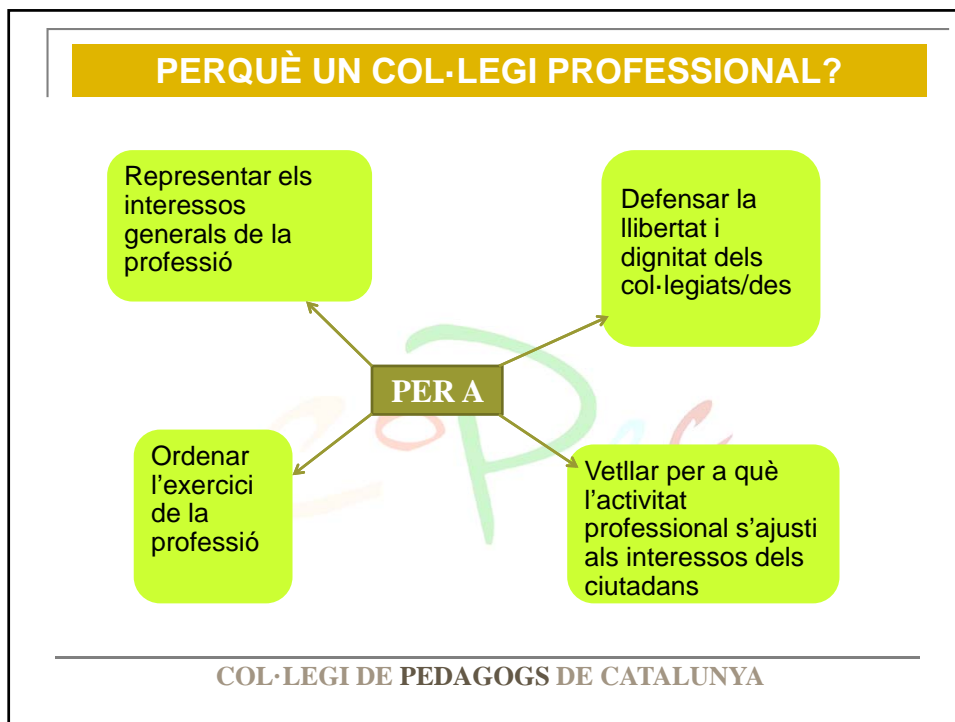 PERQUÈ UN COL·LEGI PROFESSIONAL?
Representar els
interessos
generals de la
professió
Defensar la
llibertat i
dignitat dels
col·legiats/des
PER A
Ordenar
l’exercici
de la
professió
Vetllar per a què
l’activitat
professional s’ajusti
als interessos dels
ciutadans
COL·LEGI DE PEDAGOGS DE CATALUNYA